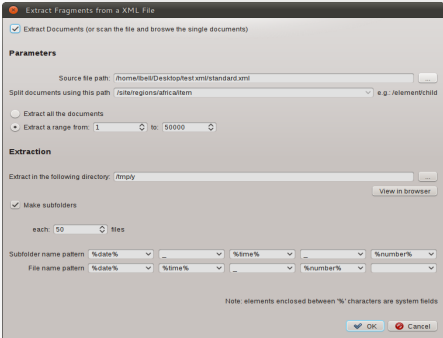 Extract Fragments from a XML File
Extract Documents (or scan the file and broswe the single documents)
Parameters
Source file path: /home/lbell/Desktop/test xml/standard.xml ...
Split documents using this path /site/regions/africa/item e.g.: /element/child
Extract all the documents
Extract a range from: 1 to: 50000
Extraction
Extract in the following directory: /tmp/y ...
View in browser
Make subfolders
each: 50 files
Subfolder name pattern %date% _ %time% _ %number%
File name pattern %date% %time% _ %number%
Note: elements enclosed between '%' characters are system fields
OK Cancel